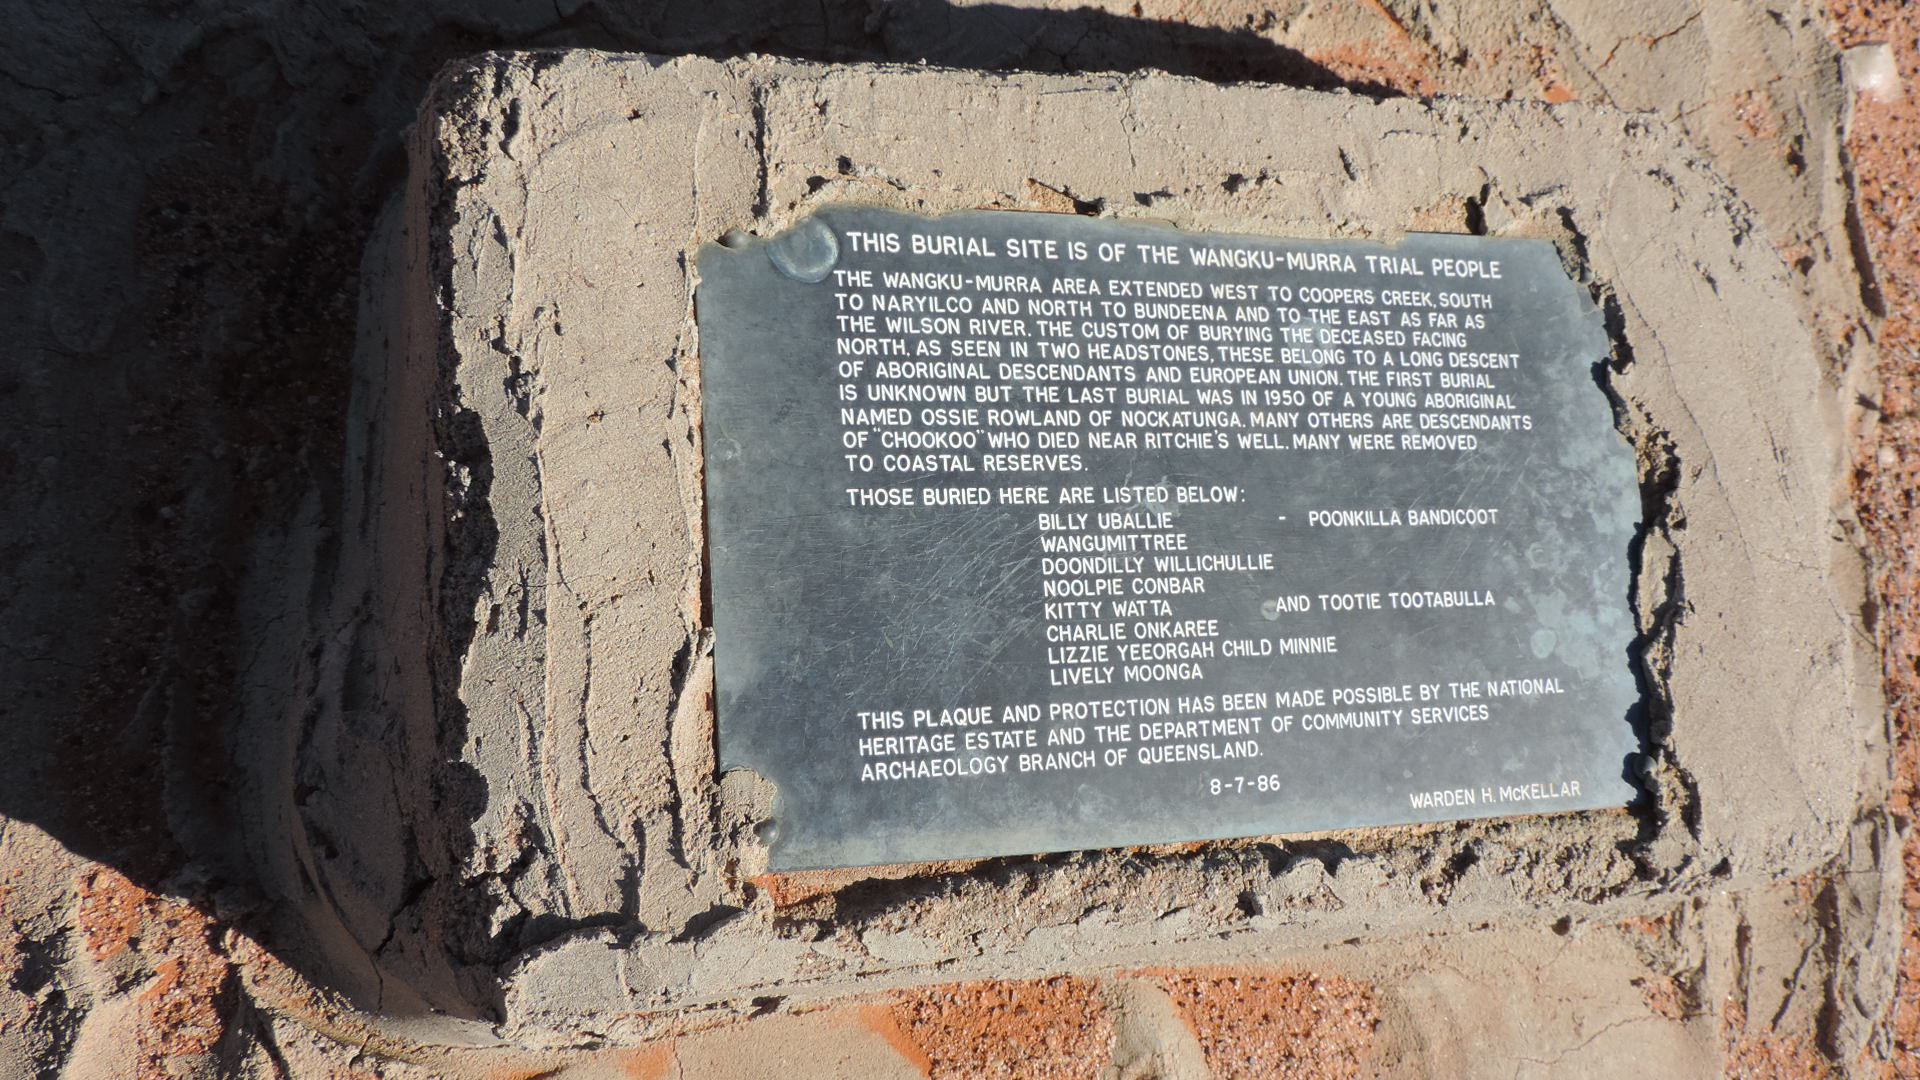 THIS BURIAL SITE IS OF THE WANGKU-MURRA TRIAL PEOPLE
THE WANGKU-MURRA AREA EXTENDED WEST TO COOPERS CREEK, SOUTH
TO NARYILCO AND NORTH TO BUNDEENA AND TO THE EAST AS FAR AS
THE WILSON RIVER. THE CUSTOM OF BURYING THE DECEASED FACING
NORTH, AS SEEN IN TWO HEADSTONES, THESE BELONG TO A LONG DESCENT
OF ABORIGINAL DESCENDANTS AND EUROPEAN UNION. THE FIRST BURIAL
IS UNKNOWN BUT THE LAST BURIAL WAS IN 1950 OF A YOUNG ABORIGINAL
NAMED OSSIE ROWLAND OF NOCKATUNGA. MANY OTHERS ARE DESCENDANTS
OF "CHOOKOO" WHO DIED NEAR RITCHIE'S WELL. MANY WERE REMOVED
TO COASTAL RESERVES.
THOSE BURIED HERE ARE LISTED BELOW:
BILLY UBALLIE - POONKILLA BANDICOOT
WANGUMITTREE
DOONDILLY WILLICHULLIE
NOOLPIE CONBAR
KITTY WATTA AND TOOTIE TOOTABULLA
CHARLIE ONKAREE
LIZZIE YEEORGAH CHILD MINNIE
LIVELY MOONGA
THIS PLAQUE AND PROTECTION HAS BEEN MADE POSSIBLE BY THE NATIONAL
HERITAGE ESTATE AND THE DEPARTMENT OF COMMUNITY SERVICES
ARCHAEOLOGY BRANCH OF QUEENSLAND.
8-7-86
WARDEN H. McKELLAR